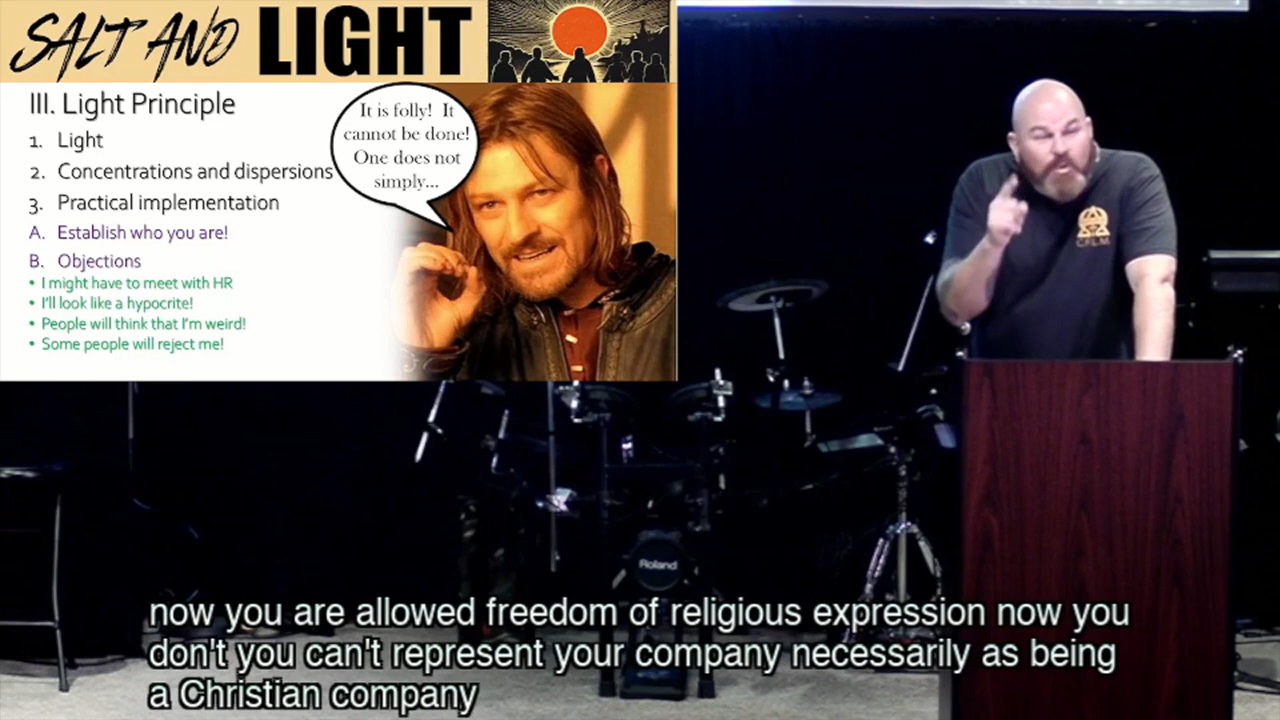 SALT AND LIGHT
III. Light Principle
1. Light
2. Concentrations and dispersions
3. Practical implementation
A. Establish who you are!
B. Objections
• I might have to meet with HR
• I'll look like a hypocrite!
• People will think that I'm weird!
• Some people will reject me!
It is folly! It
cannot be done!
One does not
simply...
C.F.L.M.
Roland
now you are allowed freedom of religious expression now you
don't you can't represent your company necessarily as being
a Christian company